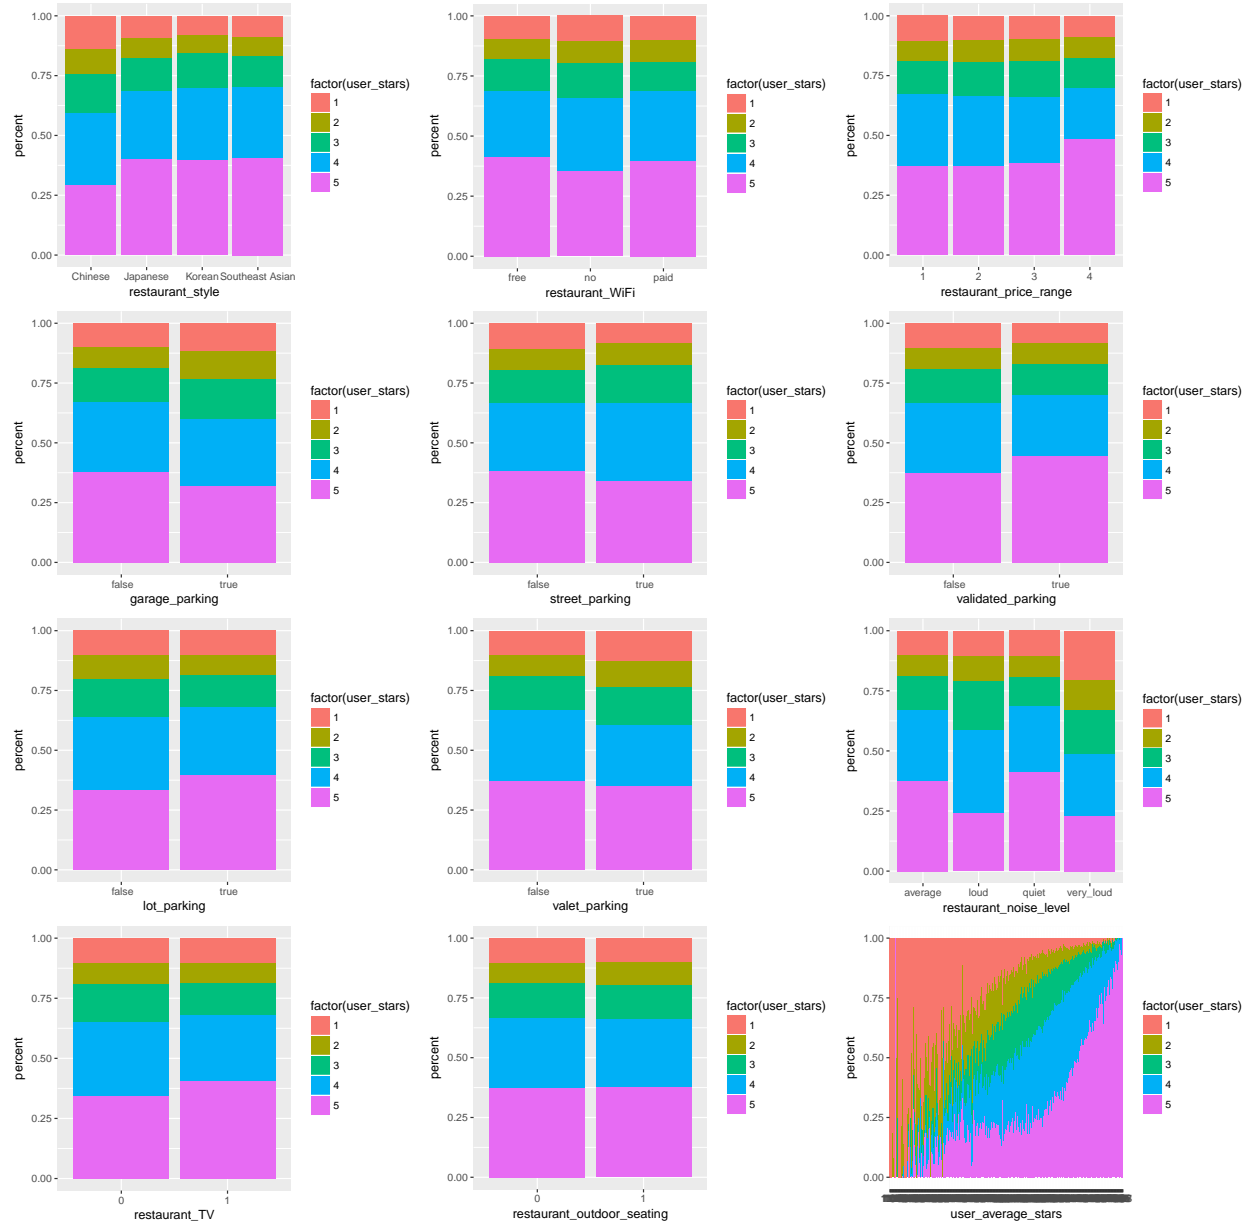 1.00
0.75
0.50
0.25
0.00
percent
Chinese Japanese Korean Southeast Asian
restaurant_style
factor(user_stars)
1
2
3
4
5
1.00
0.75
0.50
0.25
0.00
percent
free no paid
restaurant_WiFi
factor(user_stars)
1
2
3
4
5
1.00
0.75
0.50
0.25
0.00
percent
1 2 3 4
restaurant_price_range
factor(user_stars)
1
2
3
4
5
1.00
0.75
0.50
0.25
0.00
percent
false true
garage_parking
factor(user_stars)
1
2
3
4
5
1.00
0.75
0.50
0.25
0.00
percent
false true
street_parking
factor(user_stars)
1
2
3
4
5
1.00
0.75
0.50
0.25
0.00
percent
false true
validated_parking
factor(user_stars)
1
2
3
4
5
1.00
0.75
0.50
0.25
0.00
percent
false true
lot_parking
factor(user_stars)
1
2
3
4
5
1.00
0.75
0.50
0.25
0.00
percent
false true
valet_parking
factor(user_stars)
1
2
3
4
5
1.00
0.75
0.50
0.25
0.00
percent
average loud quiet very_loud
restaurant_noise_level
factor(user_stars)
1
2
3
4
5
1.00
0.75
0.50
0.25
0.00
percent
0 1
restaurant_TV
factor(user_stars)
1
2
3
4
5
1.00
0.75
0.50
0.25
0.00
percent
0 1
restaurant_outdoor_seating
factor(user_stars)
1
2
3
4
5
1.00
0.75
0.50
0.25
0.00
percent
user_average_stars
factor(user_stars)
1
2
3
4
5